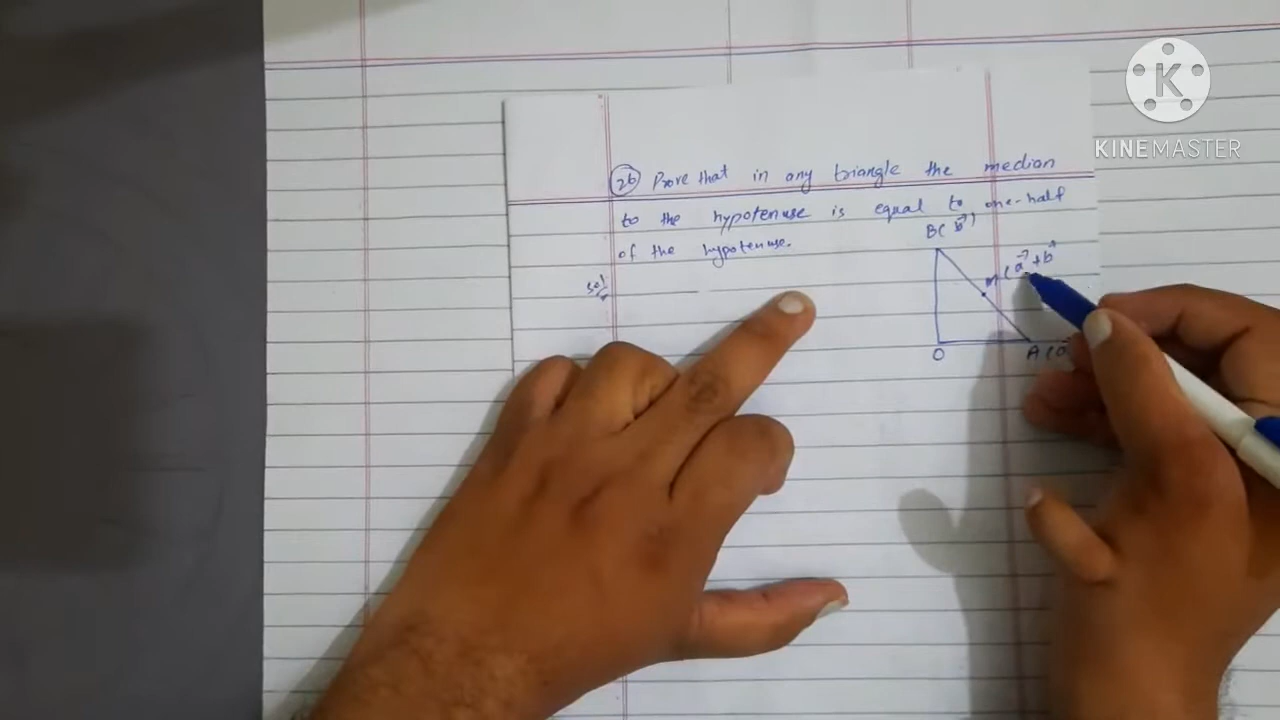 K
KINEMASTER
(26) Prove that in any triangle the median
to the hypotenuse is equal to one-half
of the hypotenuse.
B(b⃗)
Sol
M(a⃗+b⃗
O
A(a⃗